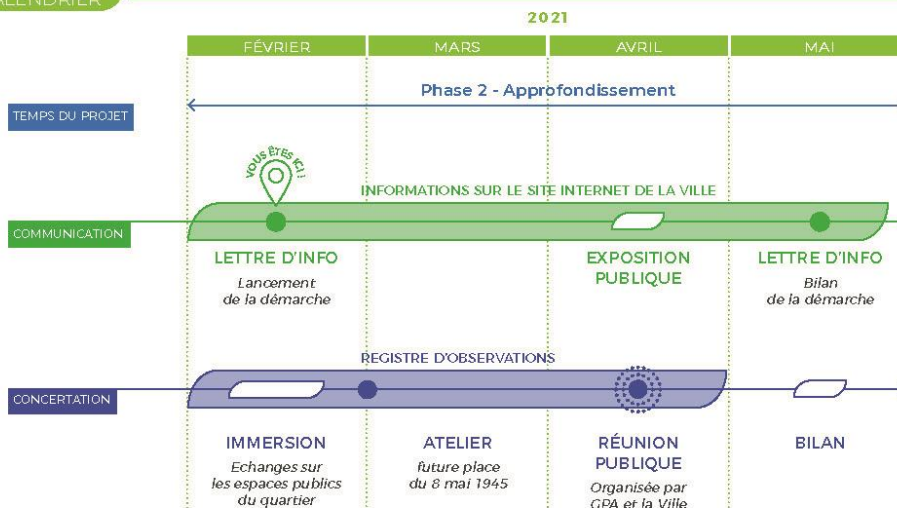 2021
FÉVRIER
MARS
AVRIL
MAI
Phase 2 - Approfondissement
TEMPS DU PROJET
VOUS ÊTES ICI !
INFORMATIONS SUR LE SITE INTERNET DE LA VILLE
COMMUNICATION
LETTRE D'INFO
Lancement
de la démarche
EXPOSITION
PUBLIQUE
LETTRE D'INFO
Bilan
de la démarche
REGISTRE D'OBSERVATIONS
CONCERTATION
IMMERSION
Echanges sur
les espaces publics
du quartier
ATELIER
future place
du 8 mai 1945
RÉUNION
PUBLIQUE
Organisée par
GPA et la Ville
BILAN